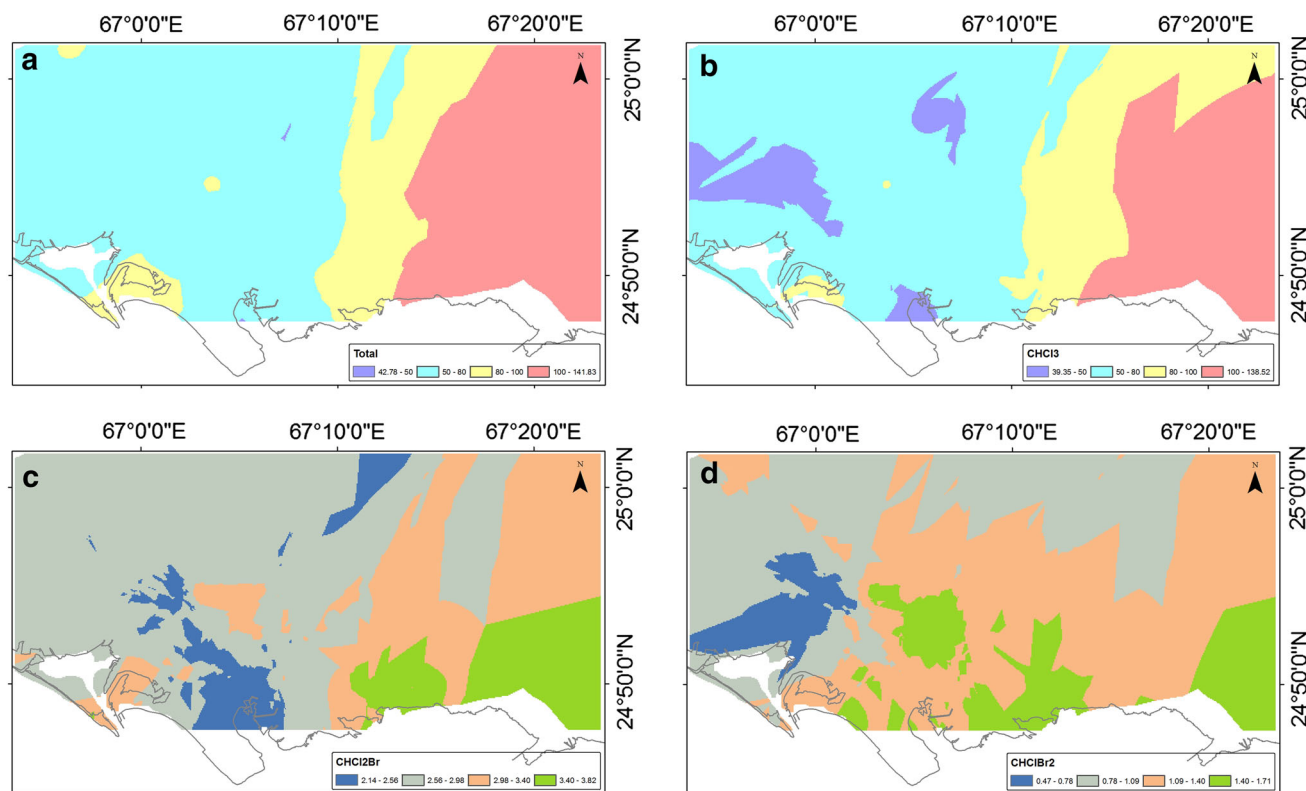 67°0'0"E 67°10'0"E 67°20'0"E
a
N
25°0'0"N
24°50'0"N
Total
42.78 - 50 50 - 80 80 - 100 100 - 141.83
67°0'0"E 67°10'0"E 67°20'0"E
b
N
25°0'0"N
24°50'0"N
CHCl3
39.35 - 50 50 - 80 80 - 100 100 - 138.52
67°0'0"E 67°10'0"E 67°20'0"E
c
N
25°0'0"N
24°50'0"N
CHCl2Br
2.14 - 2.56 2.56 - 2.98 2.98 - 3.40 3.40 - 3.82
67°0'0"E 67°10'0"E 67°20'0"E
d
N
25°0'0"N
24°50'0"N
CHClBr2
0.47 - 0.78 0.78 - 1.09 1.09 - 1.40 1.40 - 1.71